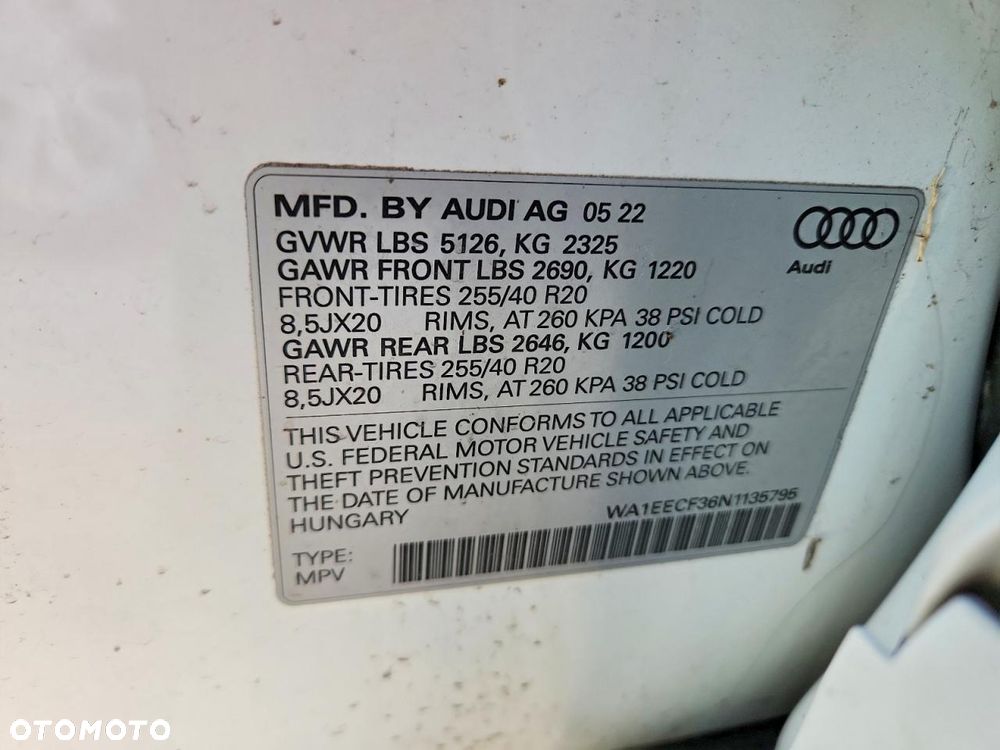 MFD. BY AUDI AG 05 22
GVWR LBS 5126, KG 2325
GAWR FRONT LBS 2690, KG 1220
FRONT-TIRES 255/40 R20
8,5JX20 RIMS, AT 260 KPA 38 PSI COLD
GAWR REAR LBS 2646, KG 1200
REAR-TIRES 255/40 R20
8,5JX20 RIMS, AT 260 KPA 38 PSI COLD
Audi
THIS VEHICLE CONFORMS TO ALL APPLICABLE
U.S. FEDERAL MOTOR VEHICLE SAFETY AND
THEFT PREVENTION STANDARDS IN EFFECT ON
THE DATE OF MANUFACTURE SHOWN ABOVE.
HUNGARY WA1EECF36N1135795
TYPE:
MPV
OTOMOTO